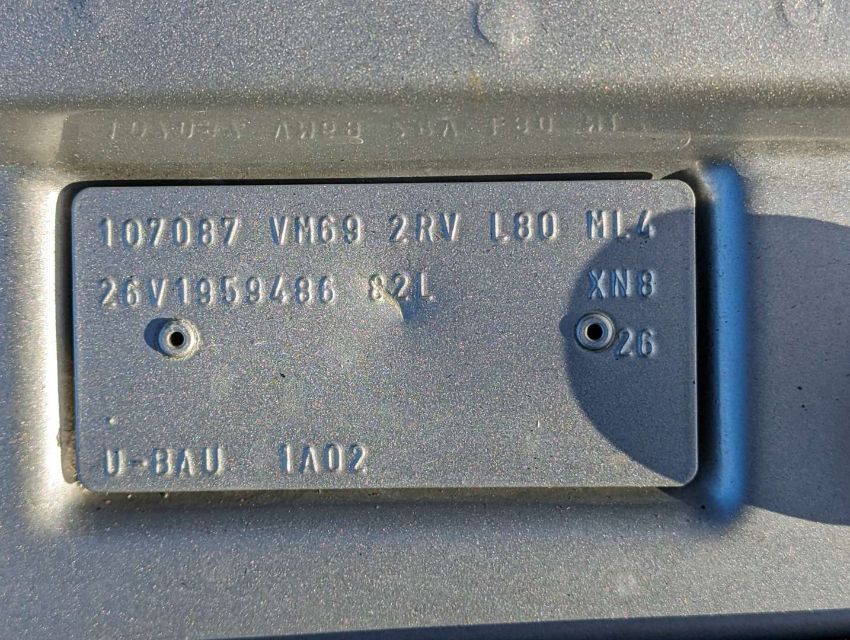 107087 VM69 2RV L80 ML4
26V1959486 82L XN8
26
U-BAU 1A02